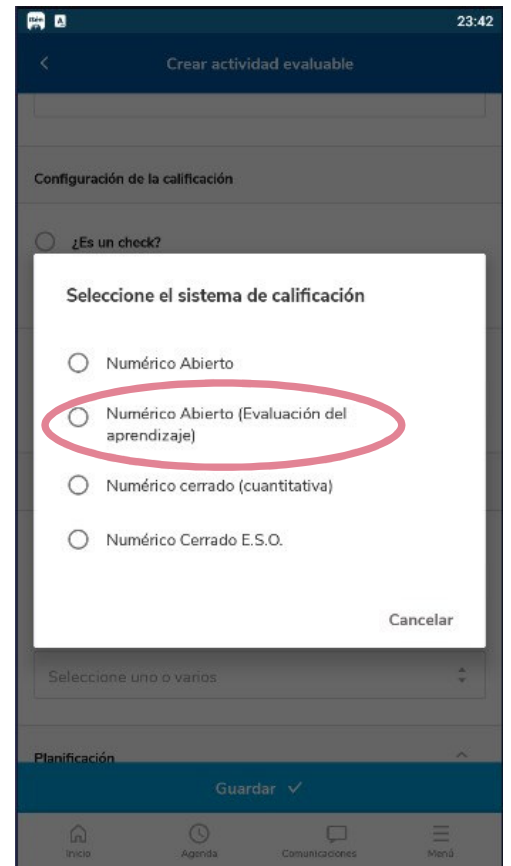 23:42
Crear actividad evaluable
Configuración de la calificación
¿Es un check?
Seleccione el sistema de calificación
Numérico Abierto
Numérico Abierto (Evaluación del
aprendizaje)
Numérico cerrado (cuantitativa)
Numérico Cerrado E.S.O.
Cancelar
Seleccione uno o varios
Planificación
Guardar
Inicio
Agenda
Comunicaciones
Menú